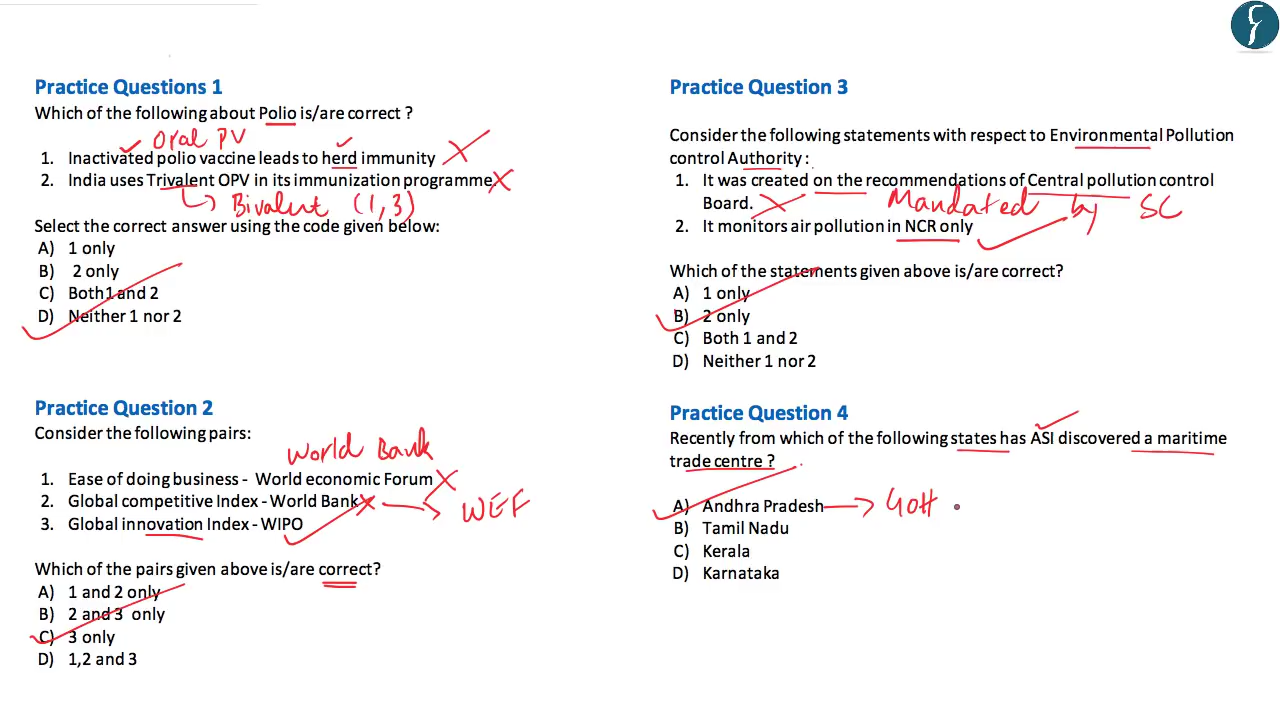 Practice Questions 1
Which of the following about Polio is/are correct ?
Oral PV
1. Inactivated polio vaccine leads to herd immunity
2. India uses Trivalent OPV in its immunization programme
Bivalent (1,3)
Select the correct answer using the code given below:
A) 1 only
B) 2 only
C) Both 1 and 2
D) Neither 1 nor 2
Practice Question 2
Consider the following pairs:
World Bank
1. Ease of doing business - World economic Forum
2. Global competitive Index - World Bank
WEF
3. Global innovation Index - WIPO
Which of the pairs given above is/are correct?
A) 1 and 2 only
B) 2 and 3 only
C) 3 only
D) 1,2 and 3
Practice Question 3
Consider the following statements with respect to Environmental Pollution
control Authority :
1. It was created on the recommendations of Central pollution control
Board.
Mandated by SC
2. It monitors air pollution in NCR only
Which of the statements given above is/are correct?
A) 1 only
B) 2 only
C) Both 1 and 2
D) Neither 1 nor 2
Practice Question 4
Recently from which of the following states has ASI discovered a maritime
trade centre ?
A) Andhra Pradesh
B) Tamil Nadu
C) Kerala
D) Karnataka